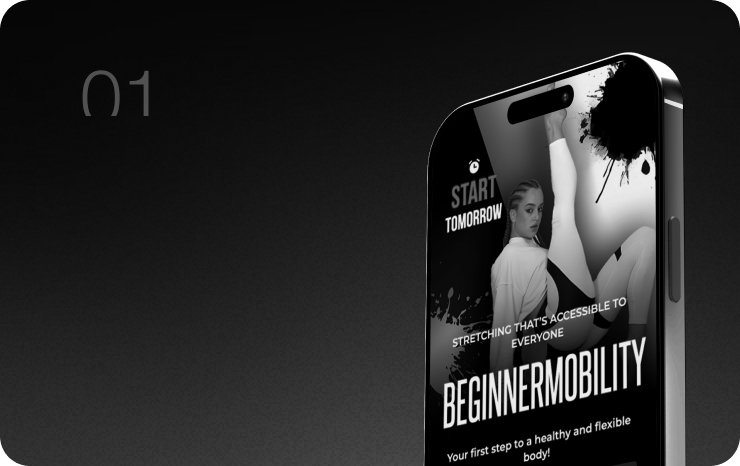 01
START
TOMORROW
STRETCHING THAT'S ACCESSIBLE TO
EVERYONE
BEGINNERMOBILITY
Your first step to a healthy and flexible
body!